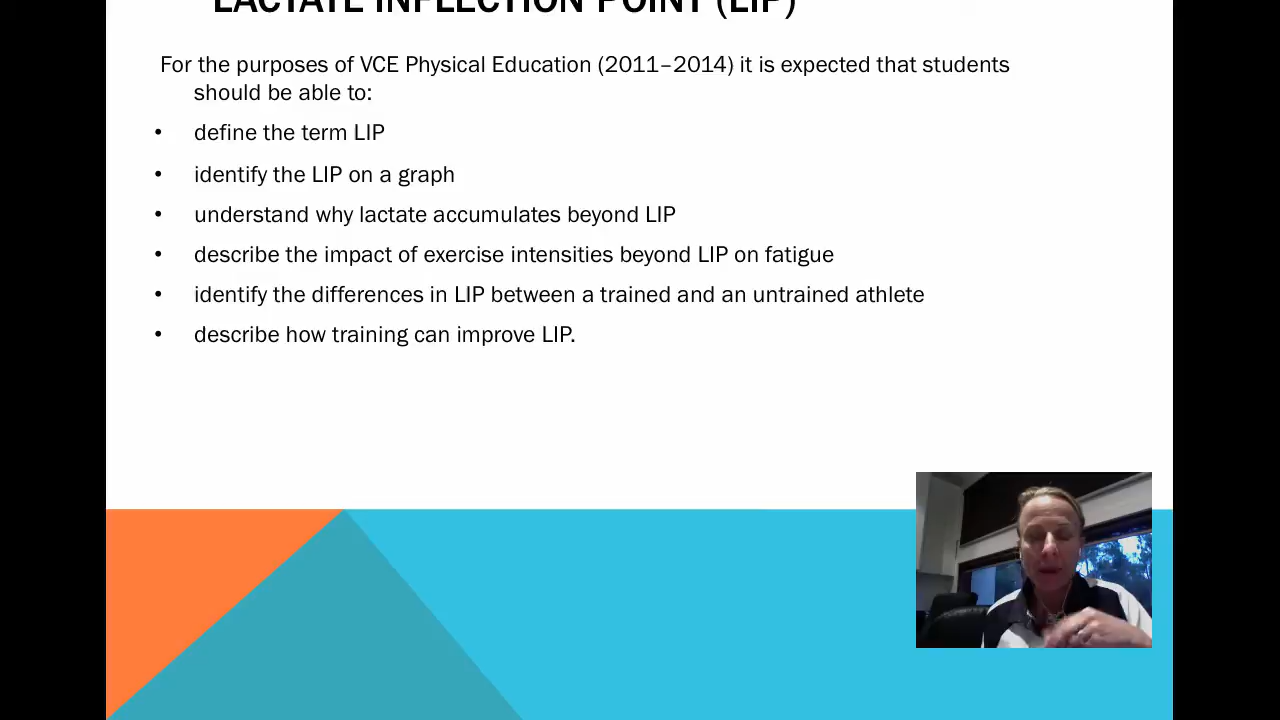 LACTATE INFLECTION POINT (LIP)
For the purposes of VCE Physical Education (2011–2014) it is expected that students
should be able to:
• define the term LIP
• identify the LIP on a graph
• understand why lactate accumulates beyond LIP
• describe the impact of exercise intensities beyond LIP on fatigue
• identify the differences in LIP between a trained and an untrained athlete
• describe how training can improve LIP.